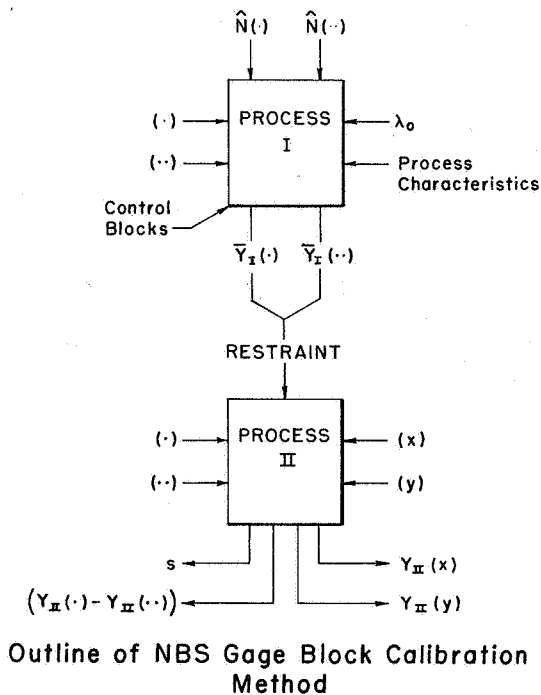 N̂(·) N̂(··)
(·) PROCESS I λ₀
(··) Process Characteristics
Control Blocks
Ȳ_II(·) Ȳ_I(··)
RESTRAINT
(·) PROCESS II (x)
(··) (y)
s Y_II(x)
(Y_II(·) – Y_II(··)) Y_II(y)
Outline of NBS Gage Block Calibration
Method